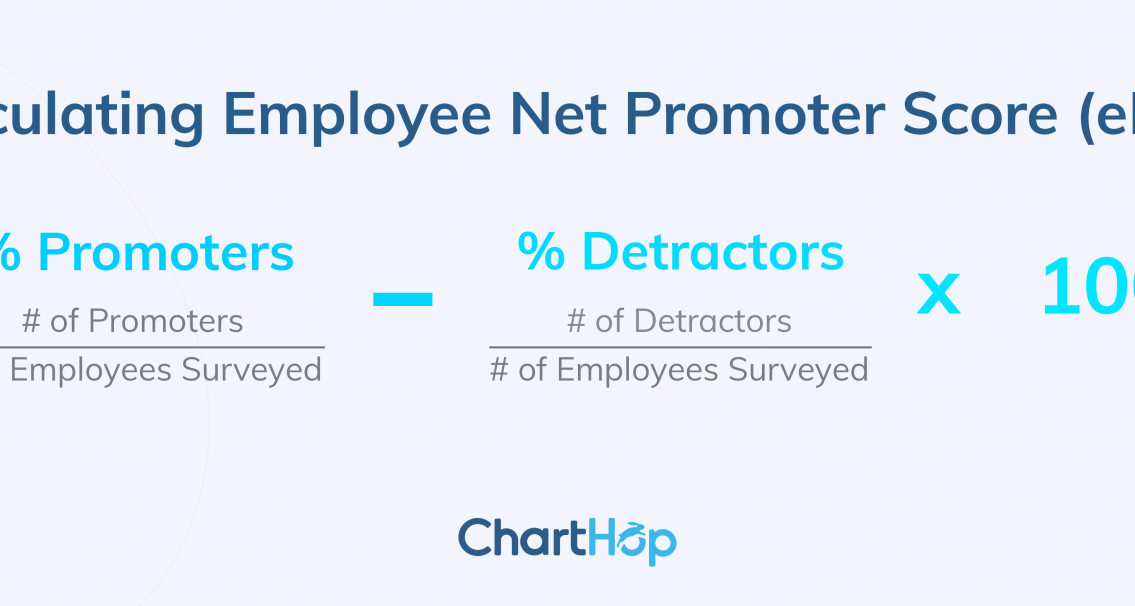 culating Employee Net Promoter Score (e
% Promoters
# of Promoters
Employees Surveyed
–
% Detractors
# of Detractors
# of Employees Surveyed
x 10
ChartHop